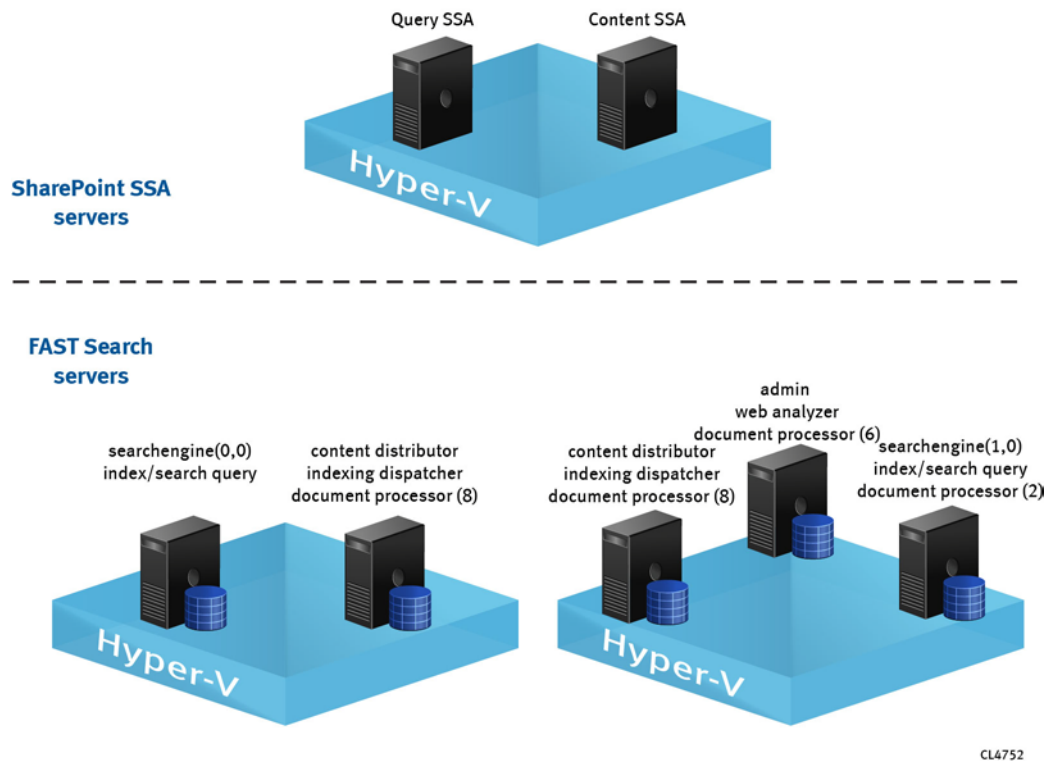 Query SSA
Content SSA
Hyper-V
SharePoint SSA
servers
FAST Search
servers
searchengine(0,0)
index/search query
content distributor
indexing dispatcher
document processor (8)
Hyper-V
content distributor
indexing dispatcher
document processor (8)
admin
web analyzer
document processor (6)
searchengine(1,0)
index/search query
document processor (2)
Hyper-V
CL4752